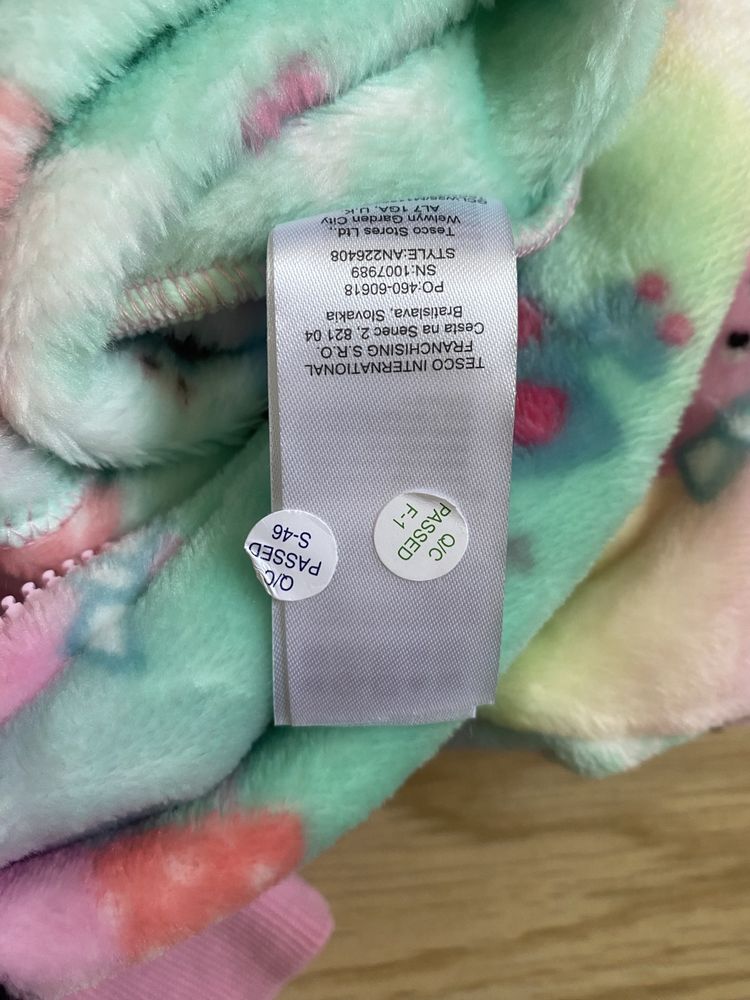 Tesco Stores Ltd.,
Welwyn Garden City
AL7 1GA, U.K
STYLE:AN226408
SN:1007989
PO-460-60618
TESCO INTERNATIONAL
FRANCHISING S.R.O.
Cesta na Senec 2, 821 04
Bratislava, Slovakia
Q/C
PASSED
F-1
Q/C
PASSED
S-46